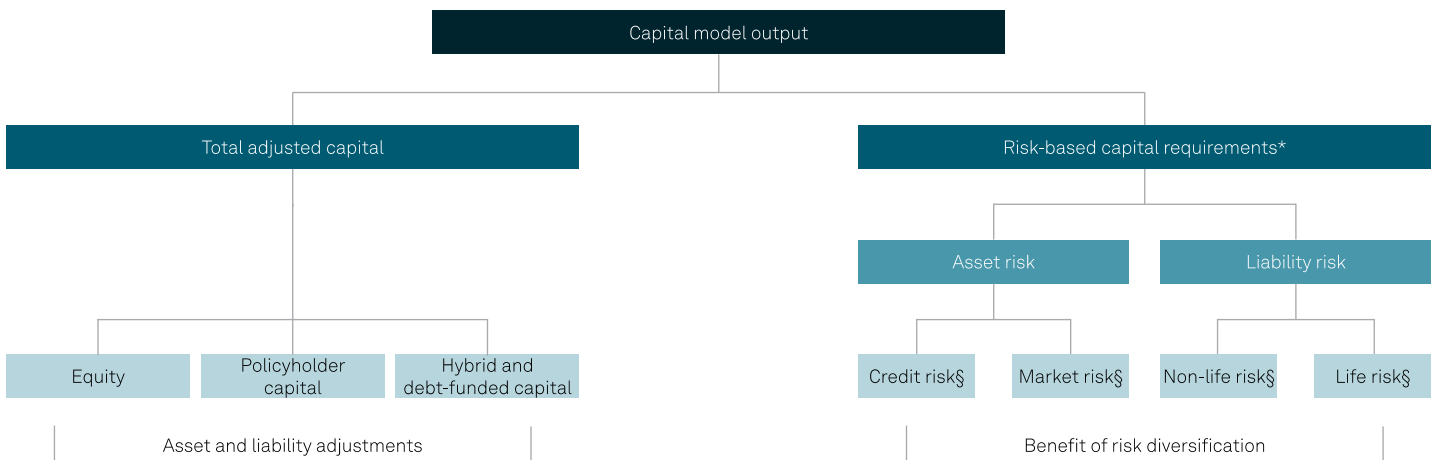 Capital model output
Total adjusted capital
Risk-based capital requirements*
Asset risk
Liability risk
Equity
Policyholder
capital
Hybrid and
debt-funded capital
Credit risk§
Market risk§
Non-life risk§
Life risk§
Asset and liability adjustments
Benefit of risk diversification